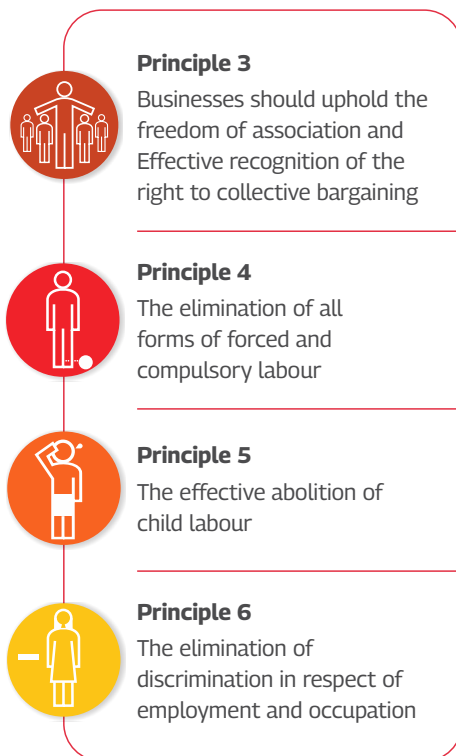 Principle 3
Businesses should uphold the
freedom of association and
Effective recognition of the
right to collective bargaining
Principle 4
The elimination of all
forms of forced and
compulsory labour
Principle 5
The effective abolition of
child labour
Principle 6
The elimination of
discrimination in respect of
employment and occupation